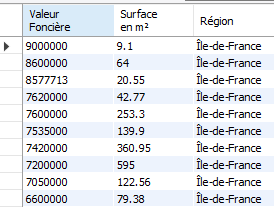 Valeur Foncière Surface en m² Région
9000000 9.1 Île-de-France
8600000 64 Île-de-France
8577713 20.55 Île-de-France
7620000 42.77 Île-de-France
7600000 253.3 Île-de-France
7535000 139.9 Île-de-France
7420000 360.95 Île-de-France
7200000 595 Île-de-France
7050000 122.56 Île-de-France
6600000 79.38 Île-de-France